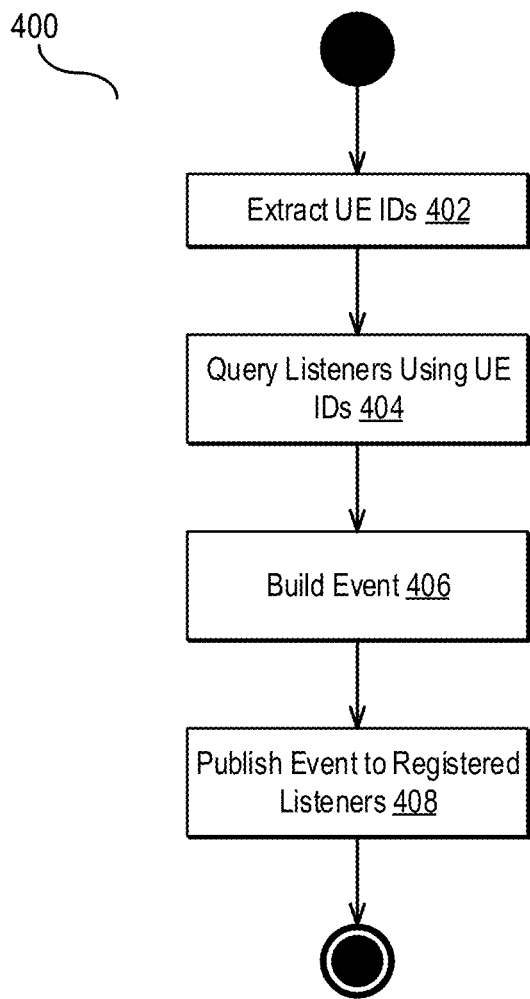 400
Extract UE IDs 402
Query Listeners Using UE
IDs 404
Build Event 406
Publish Event to Registered
Listeners 408